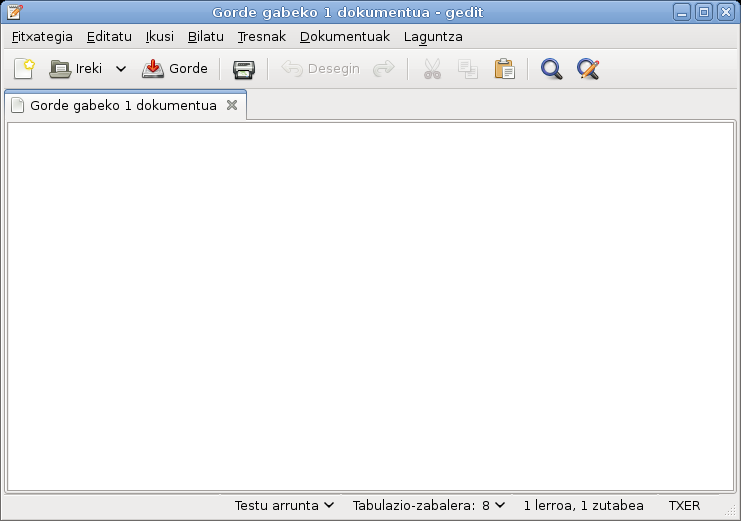 Gorde gabeko 1 dokumentua - gedit
Fitxategia Editatu Ikusi Bilatu Tresnak Dokumentuak Laguntza
Ireki Gorde Desegin
Gorde gabeko 1 dokumentua
Testu arrunta Tabulazio-zabalera: 8 1 lerroa, 1 zutabea TXER